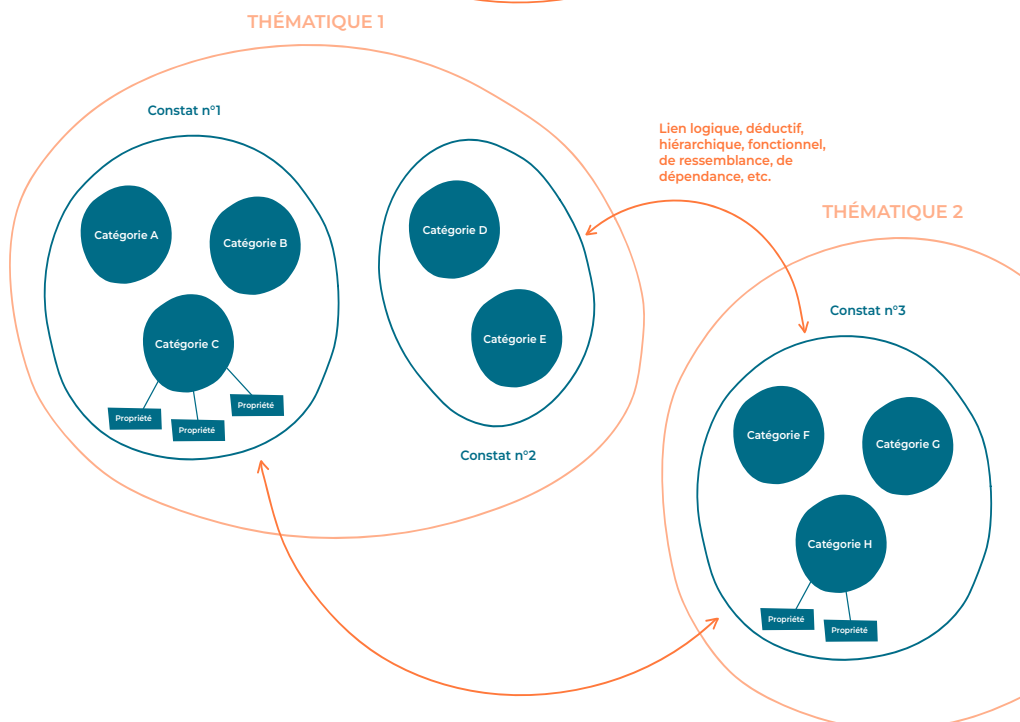 THÉMATIQUE 1
Constat n°1
Catégorie A
Catégorie B
Catégorie C
Propriété
Propriété
Propriété
Catégorie D
Catégorie E
Constat n°2
Lien logique, déductif,
hiérarchique, fonctionnel,
de ressemblance, de
dépendance, etc.
THÉMATIQUE 2
Constat n°3
Catégorie F
Catégorie G
Catégorie H
Propriété
Propriété